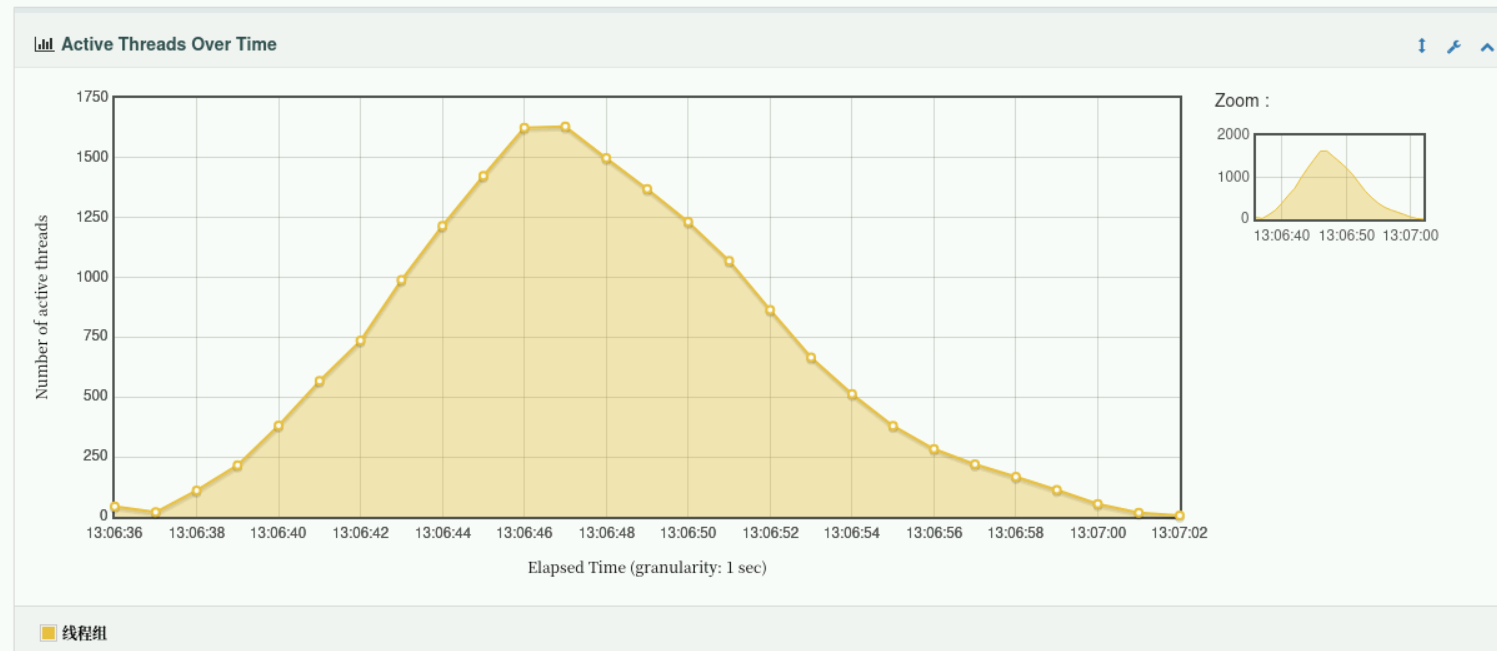 Active Threads Over Time
Zoom :
1750
1500
1250
1000
750
500
250
0
Number of active threads
13:06:36 13:06:38 13:06:40 13:06:42 13:06:44 13:06:46 13:06:48 13:06:50 13:06:52 13:06:54 13:06:56 13:06:58 13:07:00 13:07:02
Elapsed Time (granularity: 1 sec)
2000
1000
0
13:06:40 13:06:50 13:07:00
线程组